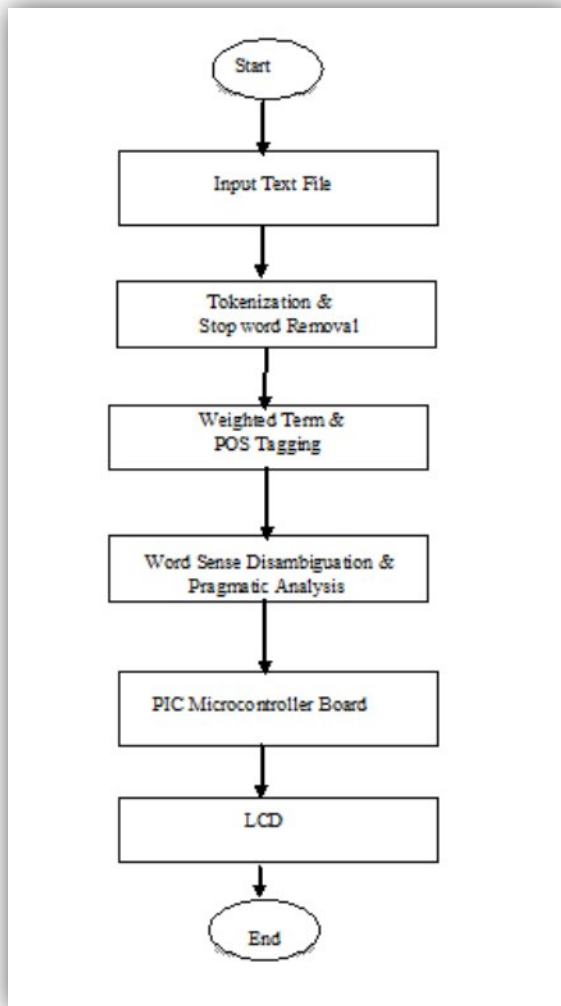 Start
Input Text File
Tokenization &
Stop word Removal
Weighted Term &
POS Tagging
Word Sense Disambiguation &
Pragmatic Analysis
PIC Microcontroller Board
LCD
End